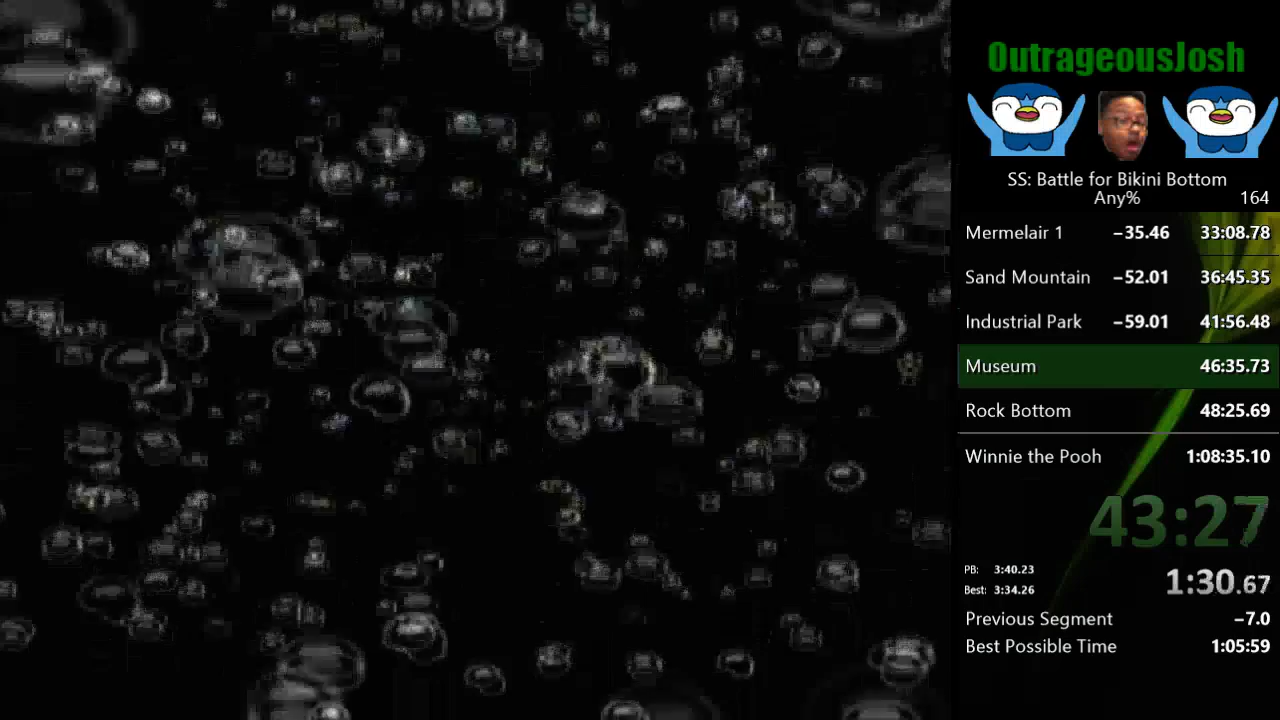 OutrageousJosh
SS: Battle for Bikini Bottom
Any% 164
Mermelair 1 −35.46 33:08.78
Sand Mountain −52.01 36:45.35
Industrial Park −59.01 41:56.48
Museum 46:35.73
Rock Bottom 48:25.69
Winnie the Pooh 1:08:35.10
43:27
PB: 3:40.23
Best: 3:34.26
1:30.67
Previous Segment −7.0
Best Possible Time 1:05:59